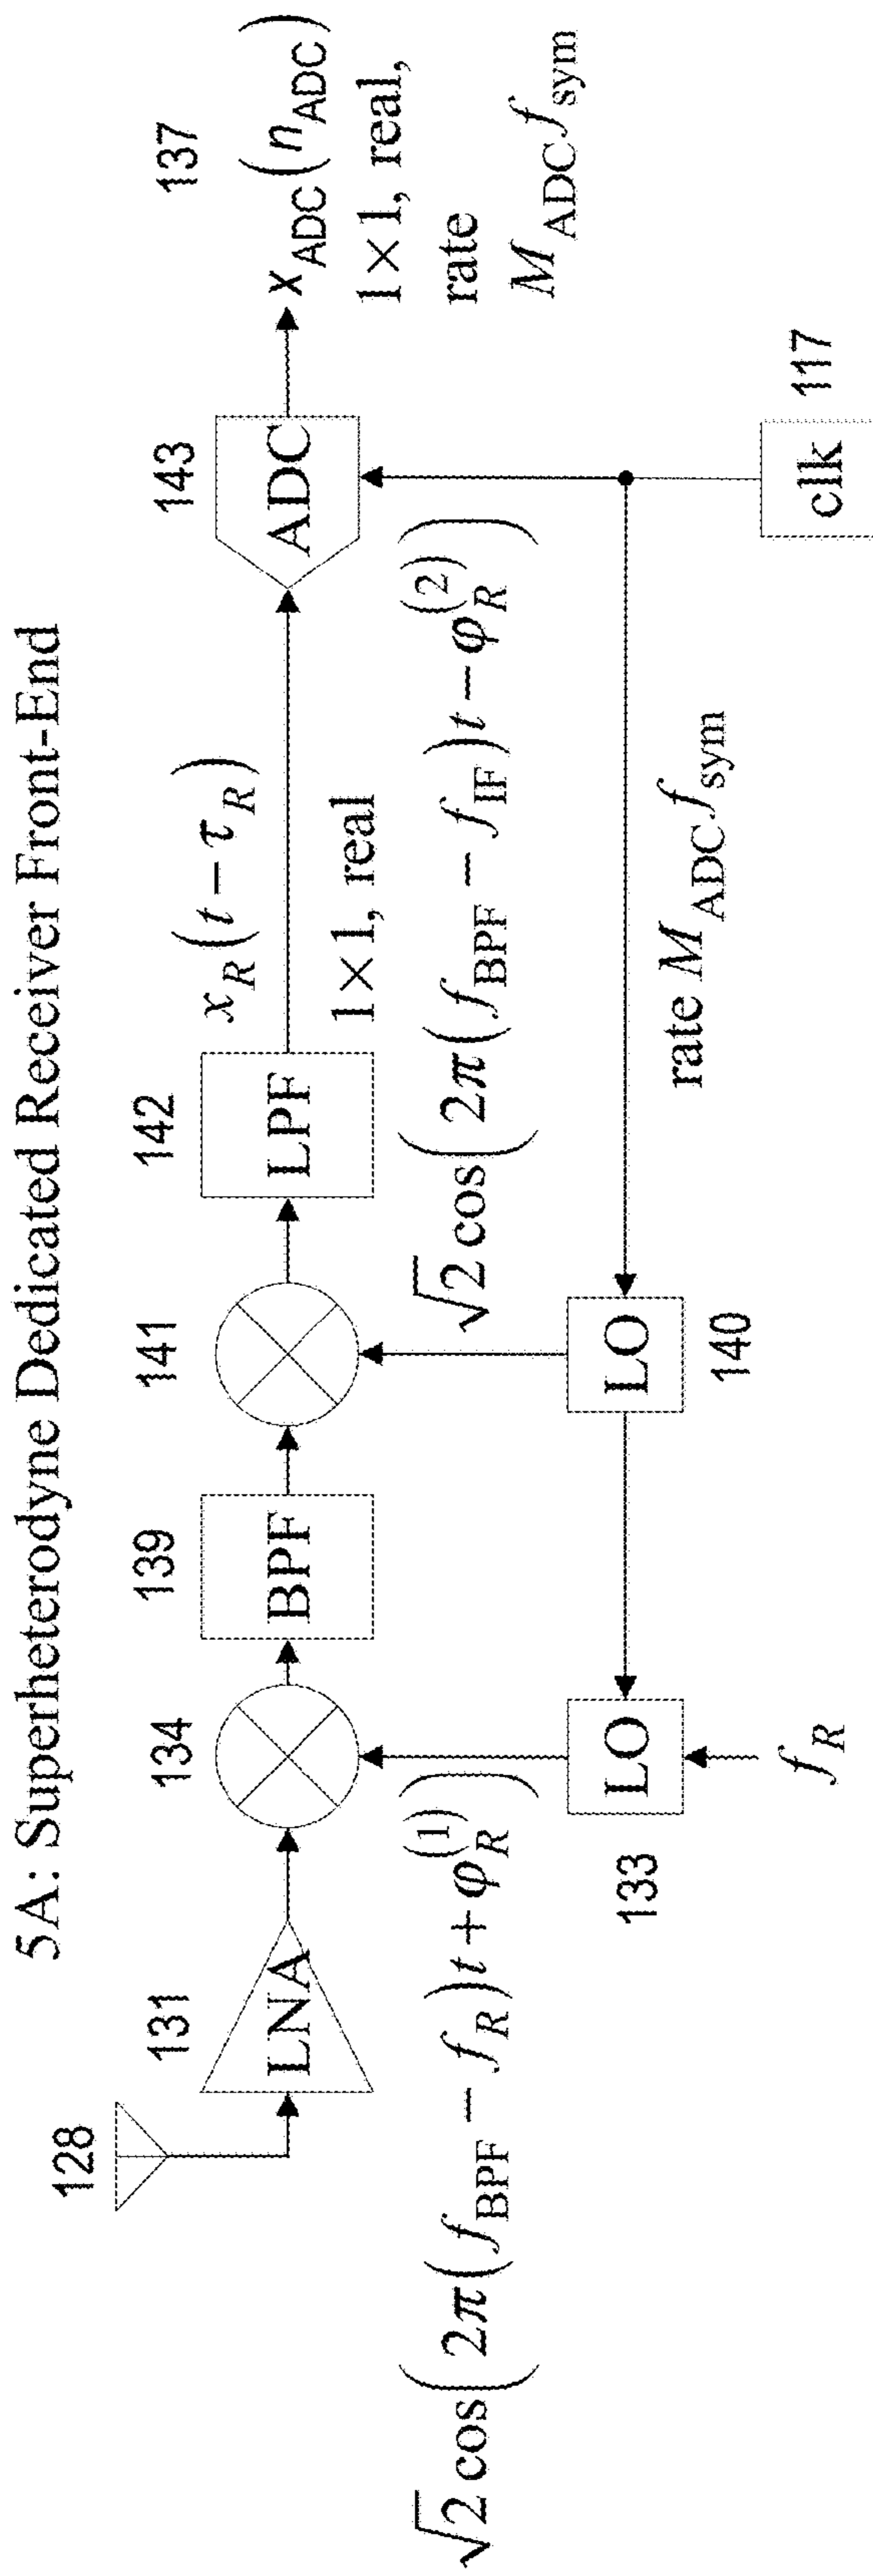 5A: Superheterodyne Dedicated Receiver Front-End
128
131
LNA
134
139
BPF
141
142
LPF
x_R(t − τ_R)
1×1, real
143
ADC
137
x_ADC(n_ADC)
1×1, real,
rate
M_ADC f_sym
√2 cos(2π(f_BPF − f_R)t + φ_R^(1))
√2 cos(2π(f_BPF − f_IF)t − φ_R^(2))
133
LO
f_R
LO
140
rate M_ADC f_sym
clk
117